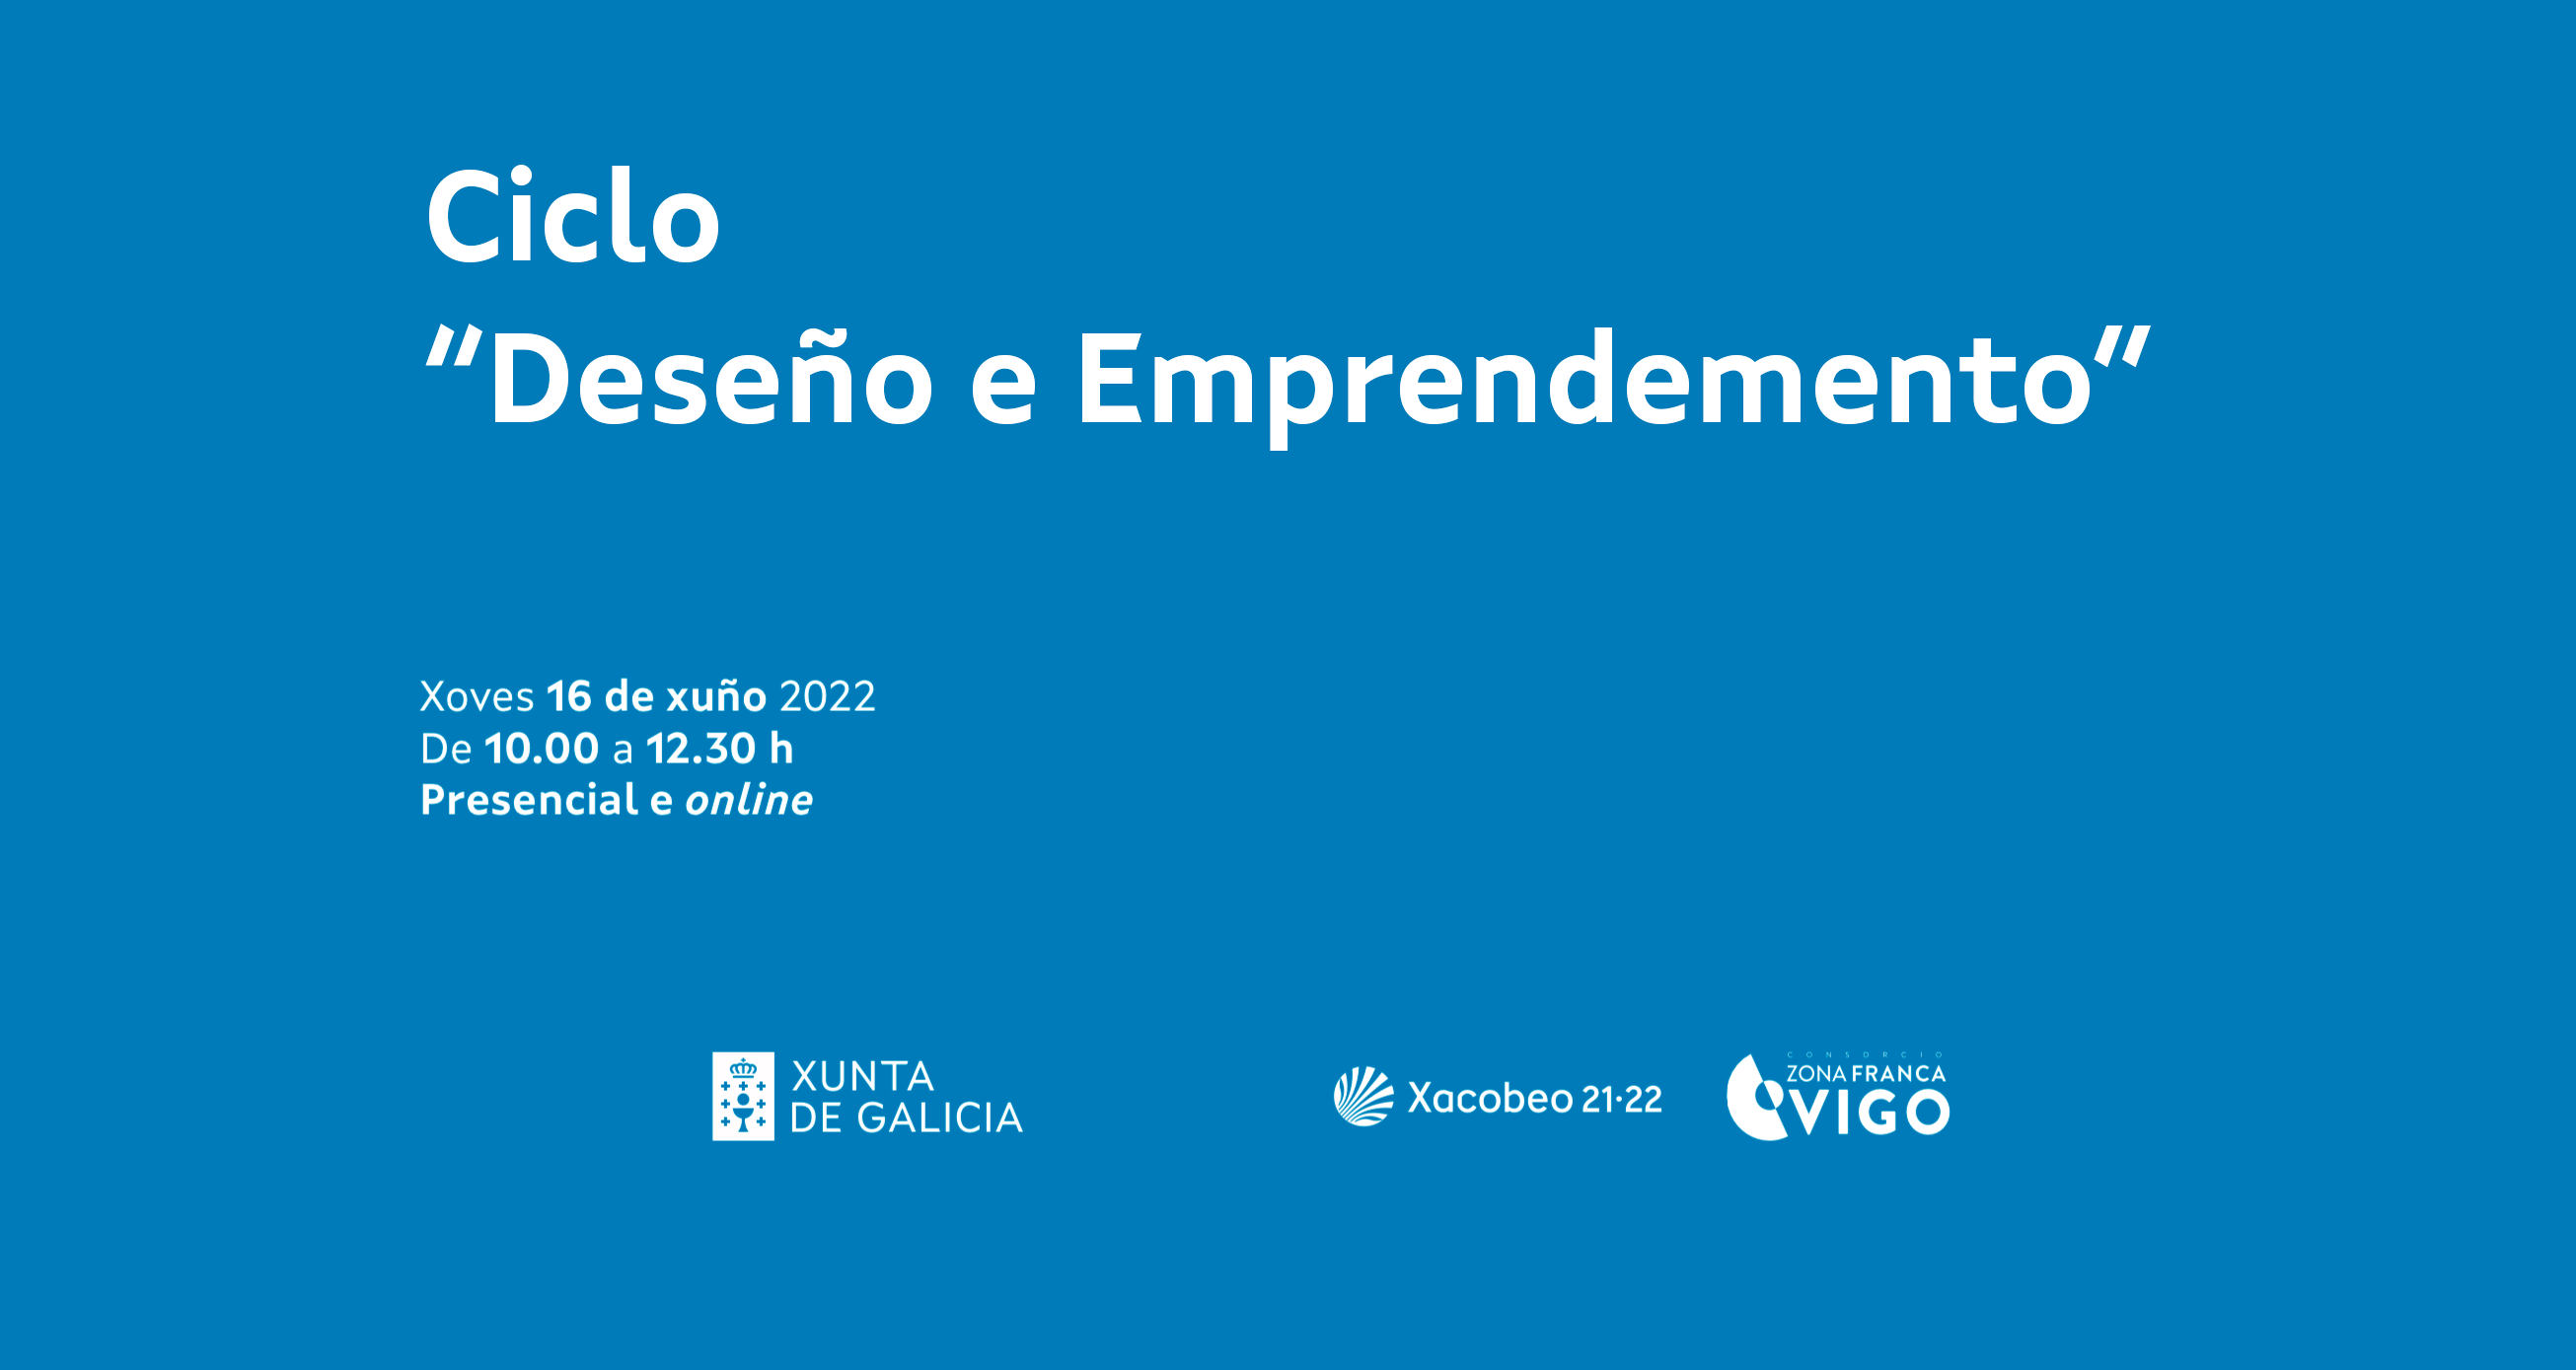 Ciclo
"Deseño e Emprendemento"
Xoves 16 de xuño 2022
De 10.00 a 12.30 h
Presencial e online
XUNTA
DE GALICIA
Xacobeo 21·22
CONSORCIO
ZONA FRANCA
VIGO